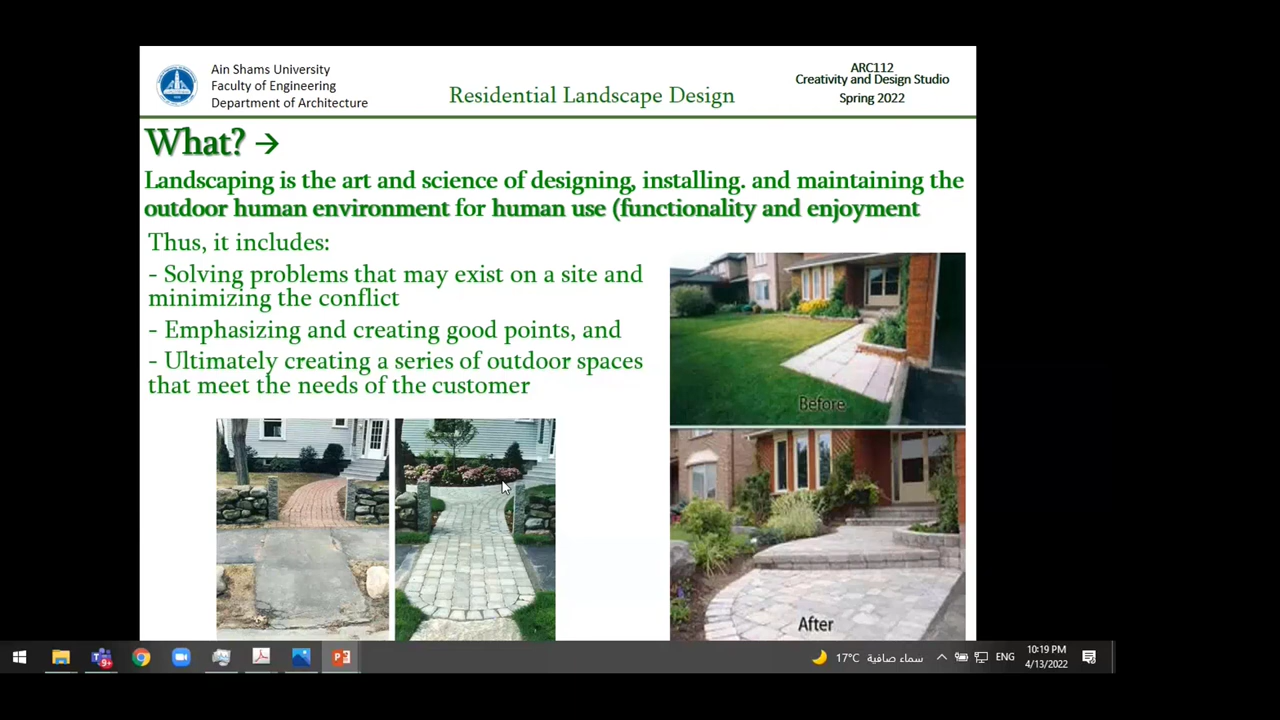 Ain Shams University
Faculty of Engineering
Department of Architecture
Residential Landscape Design
ARC112
Creativity and Design Studio
Spring 2022
What? →
Landscaping is the art and science of designing, installing. and maintaining the
outdoor human environment for human use (functionality and enjoyment
Thus, it includes:
- Solving problems that may exist on a site and
minimizing the conflict
- Emphasizing and creating good points, and
- Ultimately creating a series of outdoor spaces
that meet the needs of the customer
Before
After
9+
17°C سماء صافية
ENG
10:19 PM
4/13/2022